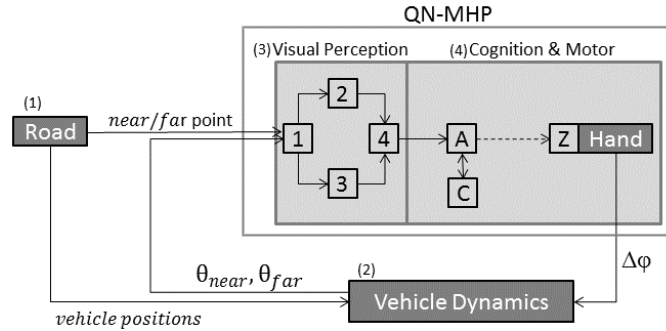 QN-MHP
(3) Visual Perception
(4) Cognition & Motor
(1)
Road
near/far point
1
2
3
4
A
C
Z
Hand
θnear, θfar
(2)
Vehicle Dynamics
Δφ
vehicle positions